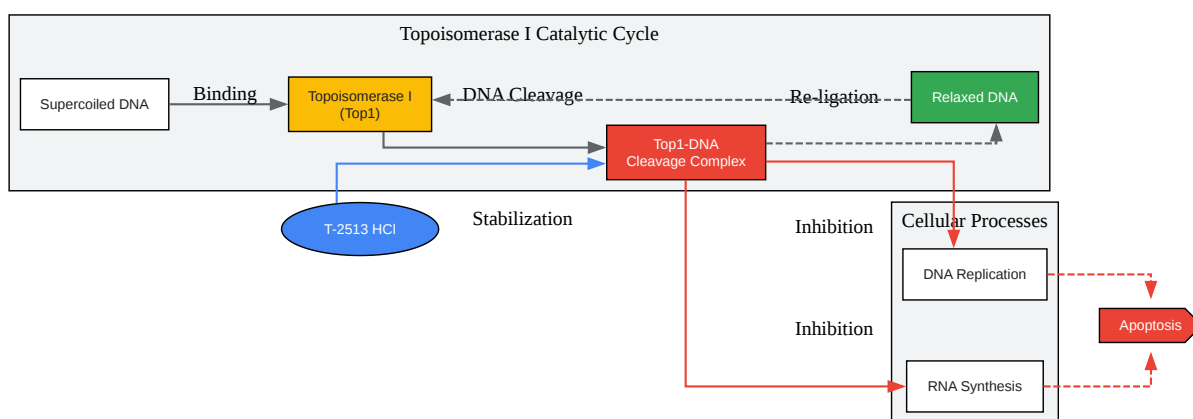 Topoisomerase I Catalytic Cycle
Supercoiled DNA
Binding
Topoisomerase I
(Top1)
DNA Cleavage
Re-ligation
Relaxed DNA
Top1-DNA
Cleavage Complex
T-2513 HCl
Stabilization
Inhibition
Cellular Processes
DNA Replication
Inhibition
Apoptosis
RNA Synthesis